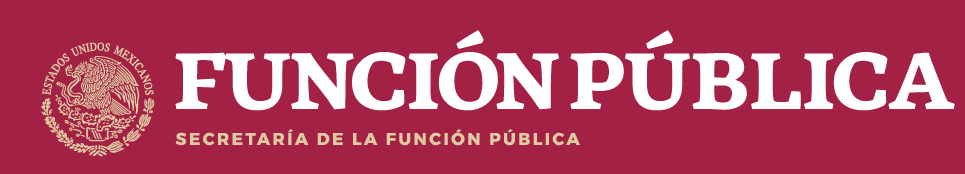 ESTADOS UNIDOS MEXICANOS
FUNCIÓN PÚBLICA
SECRETARÍA DE LA FUNCIÓN PÚBLICA